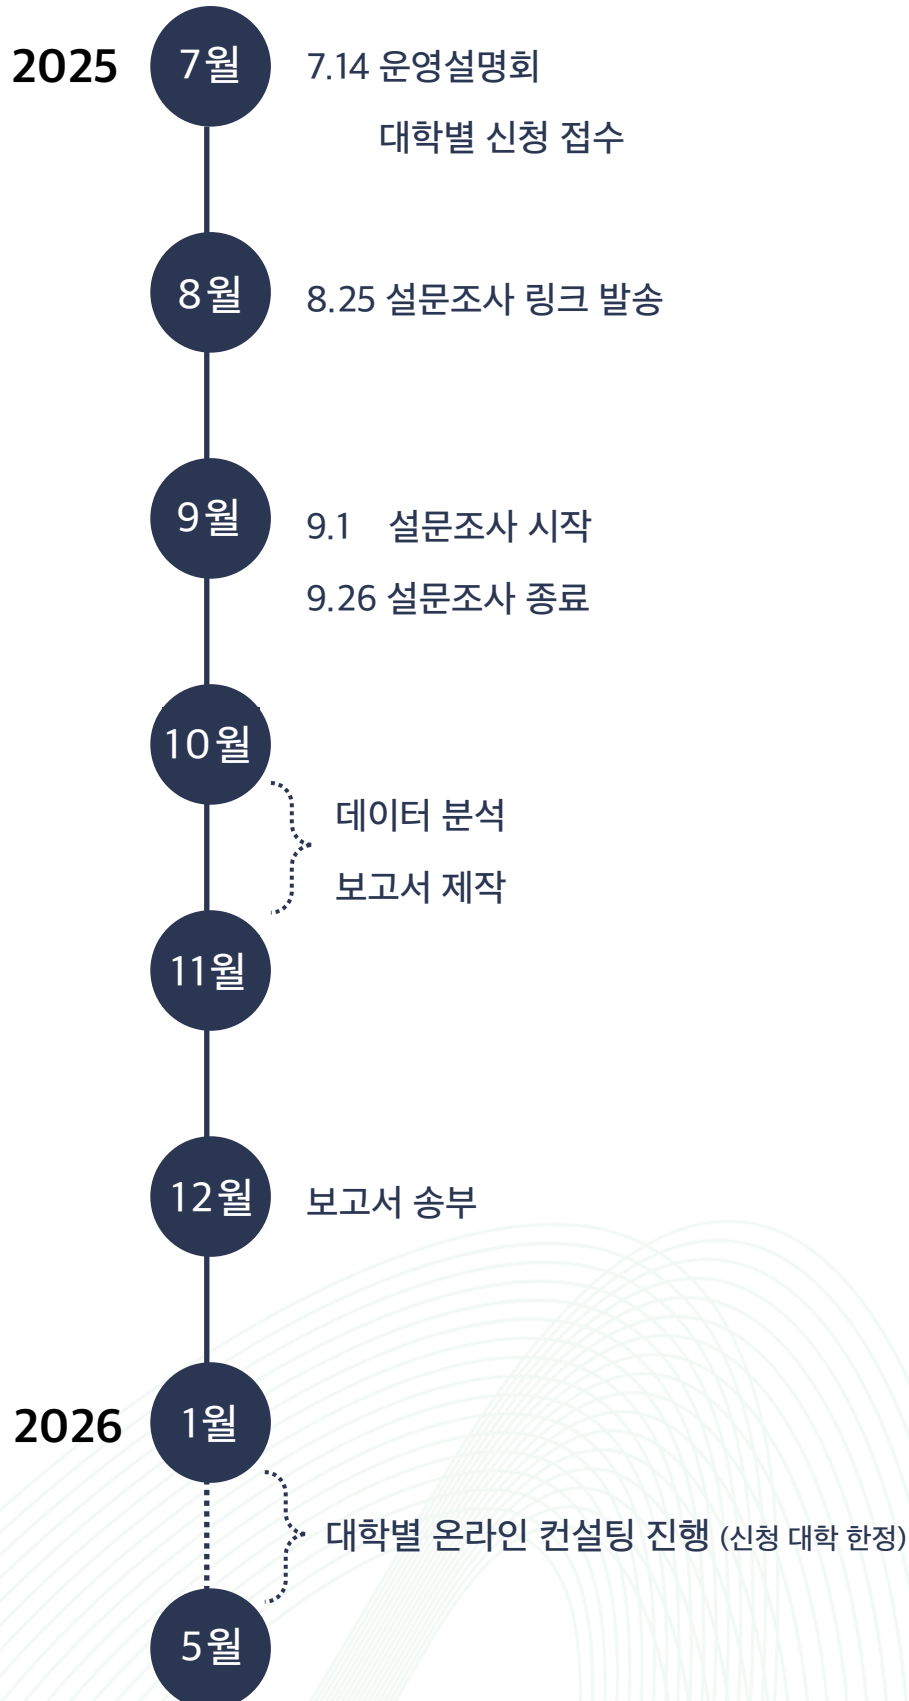 2025
7월
7.14 운영설명회
대학별 신청 접수
8월
8.25 설문조사 링크 발송
9월
9.1 설문조사 시작
9.26 설문조사 종료
10월
데이터 분석
보고서 제작
11월
12월
보고서 송부
2026
1월
대학별 온라인 컨설팅 진행 (신청 대학 한정)
5월